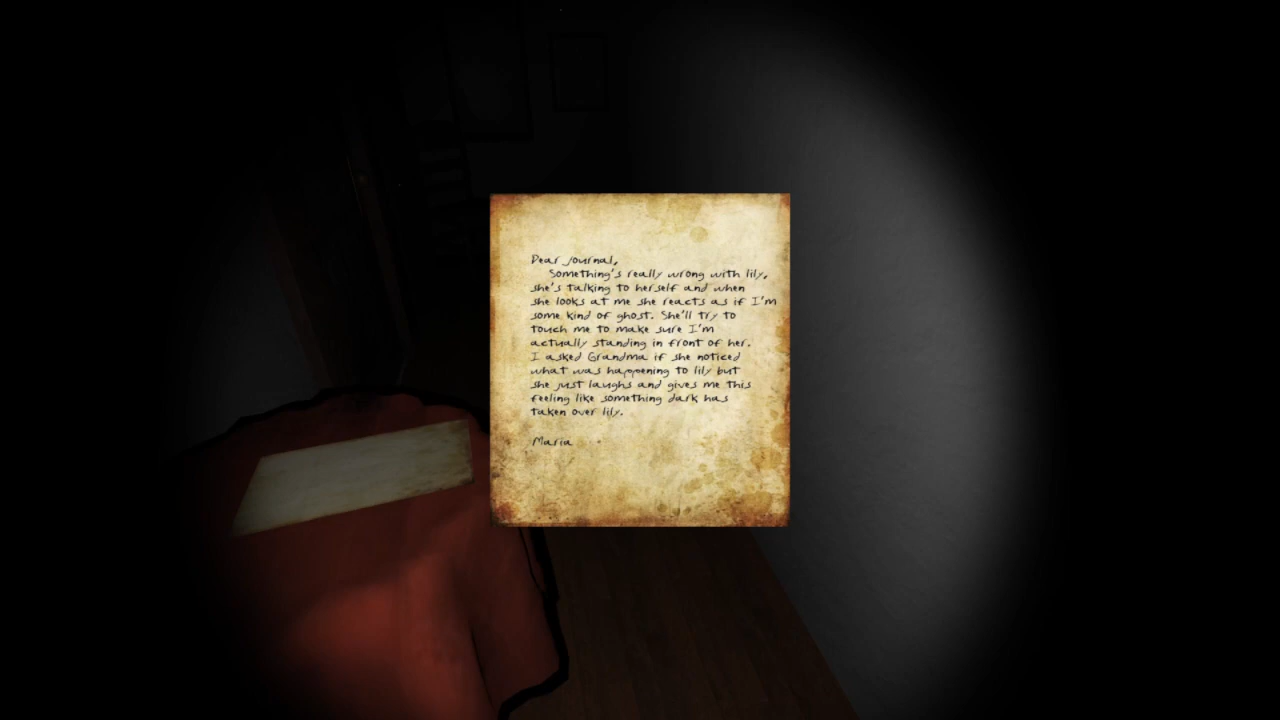 Dear Journal,
Something's really wrong with lily,
she's talking to herself and when
she looks at me she reacts as if I'm
some kind of ghost. She'll try to
touch me to make sure I'm
actually standing in front of her.
I asked Grandma if she noticed
what was happening to lily but
she just laughs and gives me this
feeling like something dark has
taken over lily.
Maria